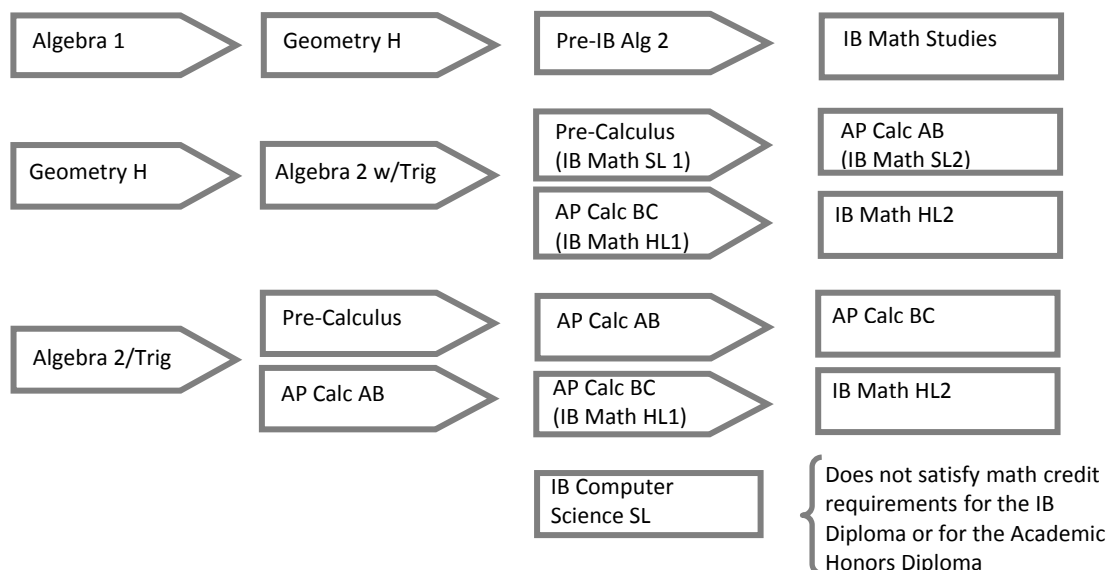 Algebra 1
Geometry H
Pre-IB Alg 2
IB Math Studies
Geometry H
Algebra 2 w/Trig
Pre-Calculus
(IB Math SL 1)
AP Calc AB
(IB Math SL2)
AP Calc BC
(IB Math HL1)
IB Math HL2
Algebra 2/Trig
Pre-Calculus
AP Calc AB
AP Calc BC
AP Calc AB
AP Calc BC
(IB Math HL1)
IB Math HL2
IB Computer
Science SL
Does not satisfy math credit
requirements for the IB
Diploma or for the Academic
Honors Diploma